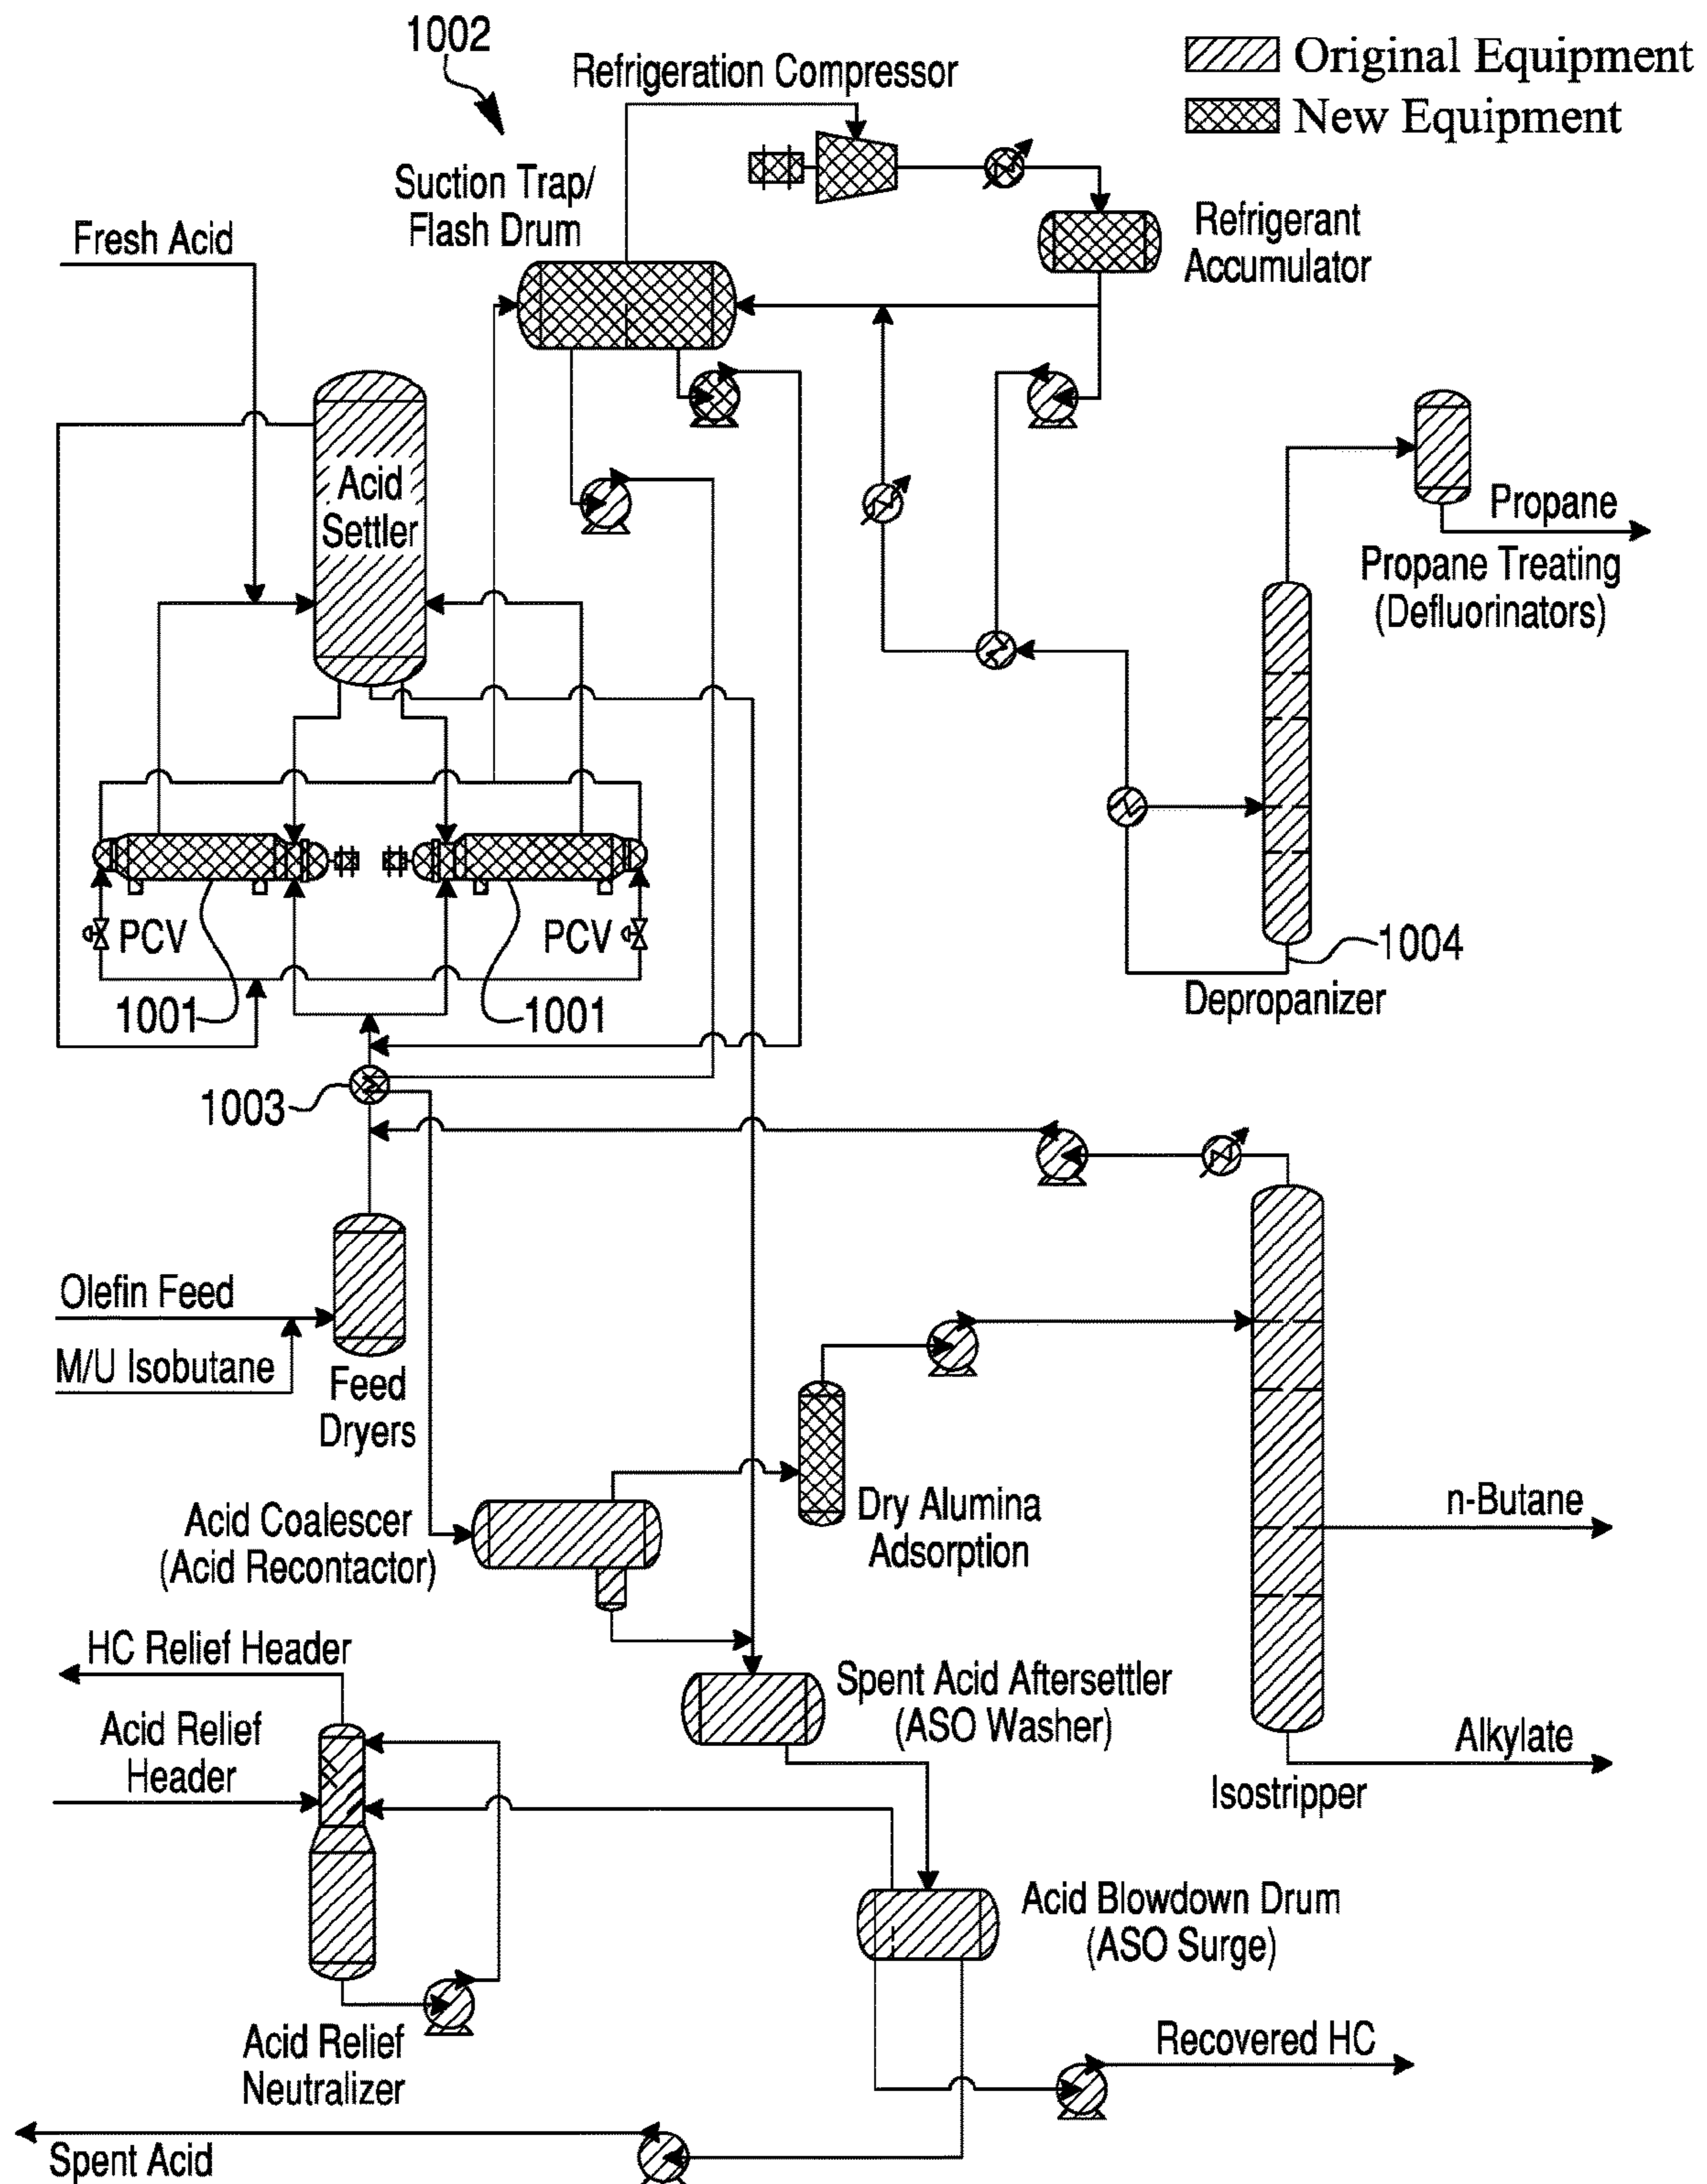 1002
Refrigeration Compressor
Original Equipment
New Equipment
Suction Trap/
Flash Drum
Fresh Acid
Refrigerant
Accumulator
Acid
Settler
Propane
Propane Treating
(Defluorinators)
PCV
PCV
1001
1001
1004
Depropanizer
1003
Olefin Feed
M/U Isobutane
Feed
Dryers
n-Butane
Dry Alumina
Adsorption
Acid Coalescer
(Acid Recontactor)
HC Relief Header
Spent Acid Aftersettler
(ASO Washer)
Acid Relief
Header
Alkylate
Isostripper
Acid Blowdown Drum
(ASO Surge)
Acid Relief
Neutralizer
Recovered HC
Spent Acid